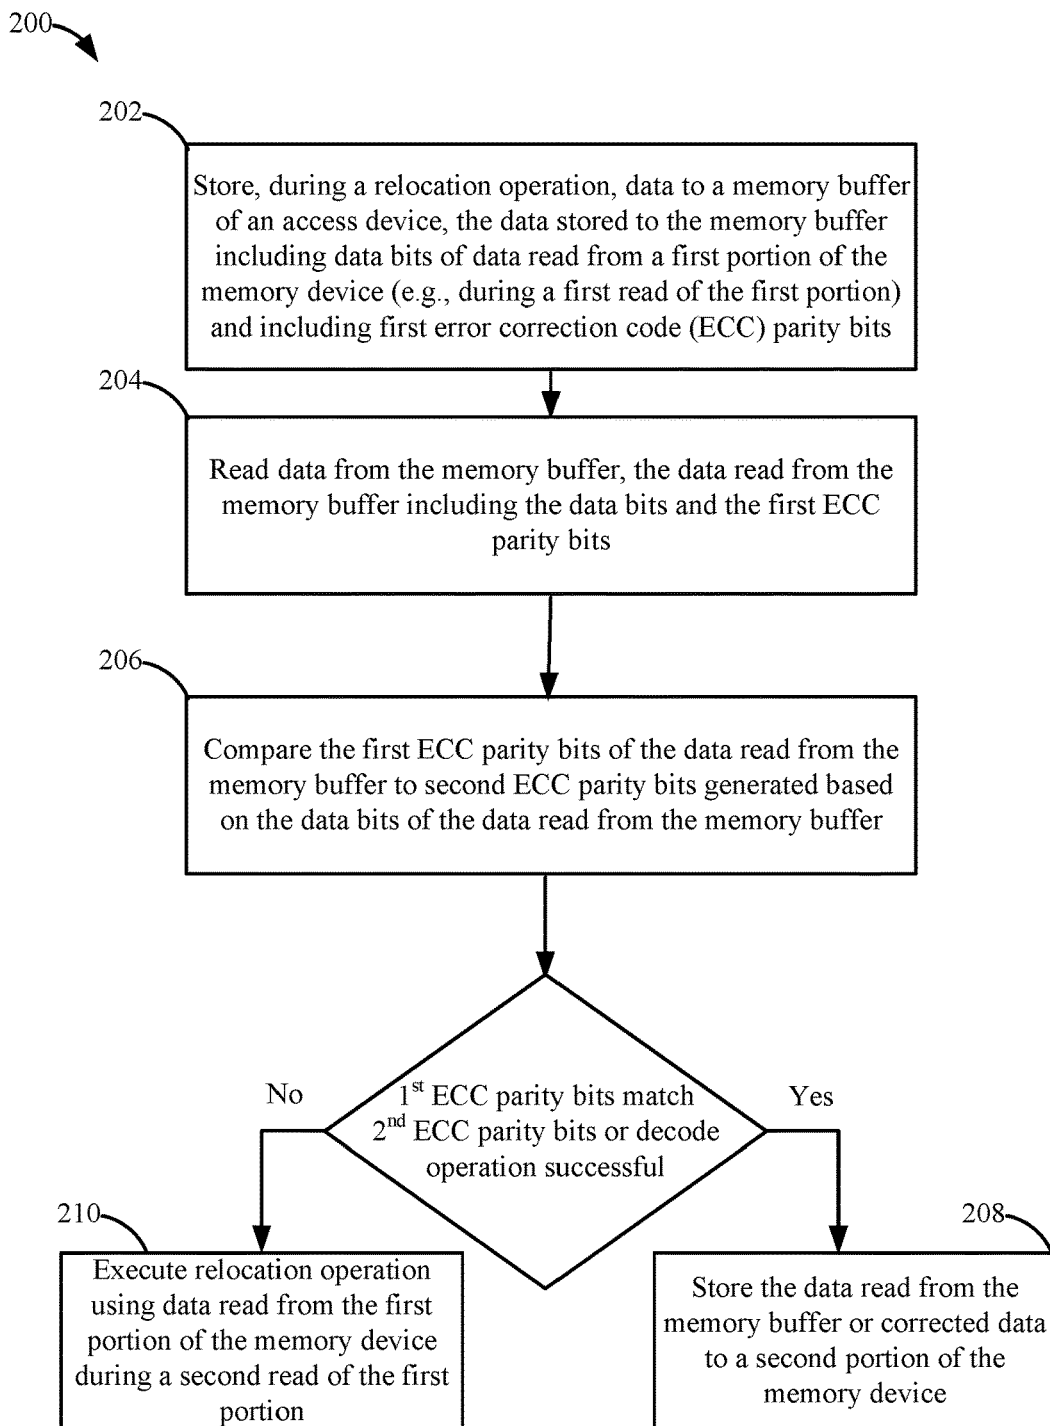 200
202
Store, during a relocation operation, data to a memory buffer
of an access device, the data stored to the memory buffer
including data bits of data read from a first portion of the
memory device (e.g., during a first read of the first portion)
and including first error correction code (ECC) parity bits
204
Read data from the memory buffer, the data read from the
memory buffer including the data bits and the first ECC
parity bits
206
Compare the first ECC parity bits of the data read from the
memory buffer to second ECC parity bits generated based
on the data bits of the data read from the memory buffer
No
1st ECC parity bits match
2nd ECC parity bits or decode
operation successful
Yes
210
Execute relocation operation
using data read from the first
portion of the memory device
during a second read of the first
portion
208
Store the data read from the
memory buffer or corrected data
to a second portion of the
memory device